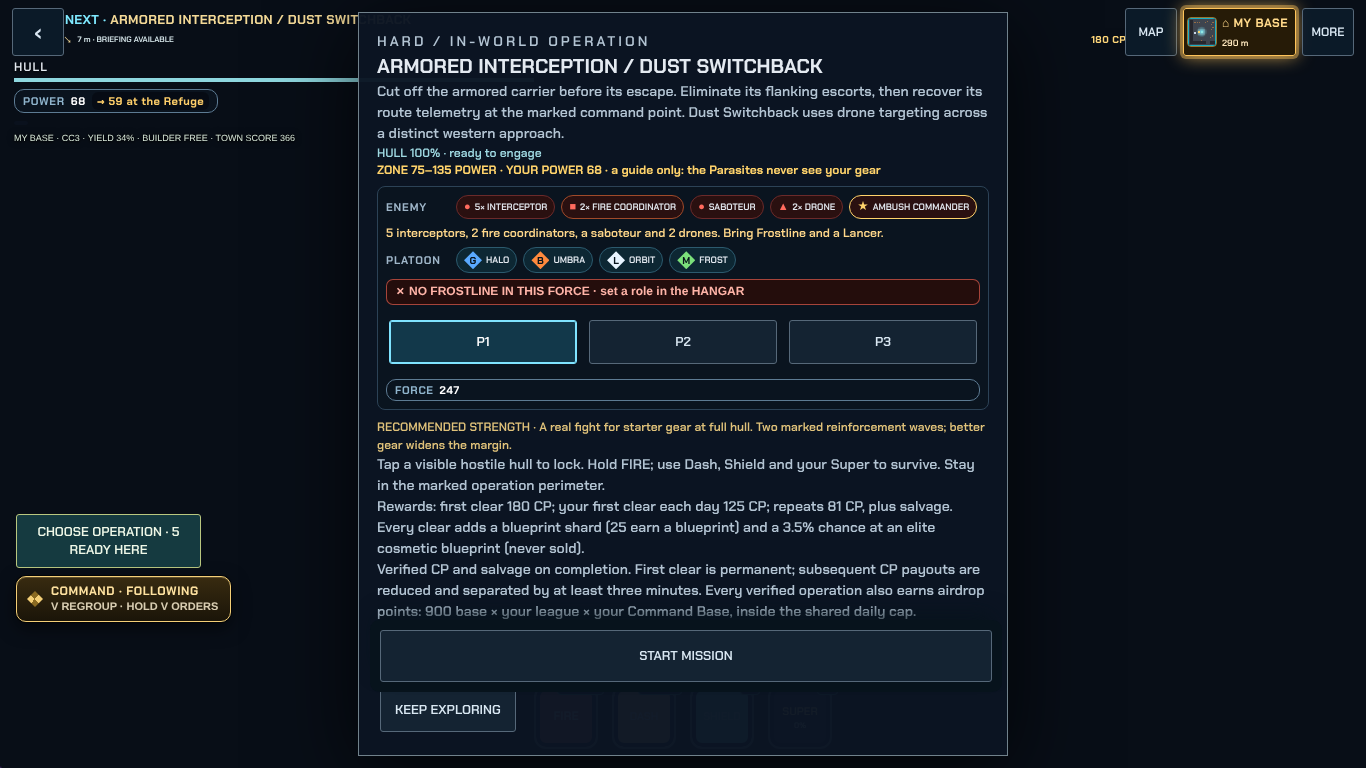 ‹
NEXT · ARMORED INTERCEPTION / DUST SWITCHBACK
7 m · BRIEFING AVAILABLE
HULL
POWER 68 → 59 at the Refuge
MY BASE · CC3 · YIELD 34% · BUILDER FREE · TOWN SCORE 366
180 CP
MAP
⌂ MY BASE
290 m
MORE
HARD / IN-WORLD OPERATION
ARMORED INTERCEPTION / DUST SWITCHBACK
Cut off the armored carrier before its escape. Eliminate its flanking escorts, then recover its
route telemetry at the marked command point. Dust Switchback uses drone targeting across
a distinct western approach.
HULL 100% · ready to engage
ZONE 75–135 POWER · YOUR POWER 68 · a guide only: the Parasites never see your gear
ENEMY
● 5× INTERCEPTOR
■ 2× FIRE COORDINATOR
● SABOTEUR
▲ 2× DRONE
★ AMBUSH COMMANDER
5 interceptors, 2 fire coordinators, a saboteur and 2 drones. Bring Frostline and a Lancer.
PLATOON
G HALO
B UMBRA
L ORBIT
M FROST
× NO FROSTLINE IN THIS FORCE · set a role in the HANGAR
P1
P2
P3
FORCE 247
RECOMMENDED STRENGTH · A real fight for starter gear at full hull. Two marked reinforcement waves; better
gear widens the margin.
Tap a visible hostile hull to lock. Hold FIRE; use Dash, Shield and your Super to survive. Stay
in the marked operation perimeter.
Rewards: first clear 180 CP; your first clear each day 125 CP; repeats 81 CP, plus salvage.
Every clear adds a blueprint shard (25 earn a blueprint) and a 3.5% chance at an elite
cosmetic blueprint (never sold).
Verified CP and salvage on completion. First clear is permanent; subsequent CP payouts are
reduced and separated by at least three minutes. Every verified operation also earns airdrop
points: 900 base × your league × your Command Base, inside the shared daily cap.
START MISSION
KEEP EXPLORING
CHOOSE OPERATION · 5
READY HERE
COMMAND · FOLLOWING
V REGROUP · HOLD V ORDERS